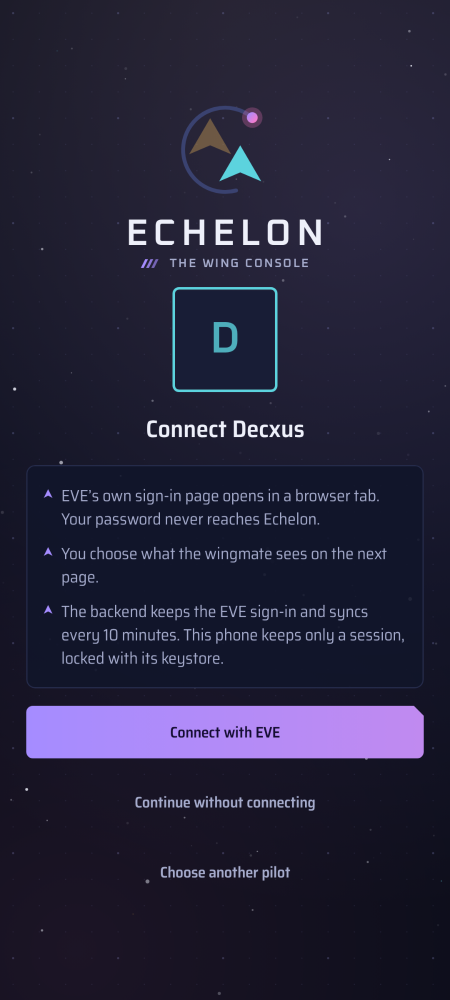 ECHELON
THE WING CONSOLE
D
Connect Decxus
EVE's own sign-in page opens in a browser tab.
Your password never reaches Echelon.
You choose what the wingmate sees on the next
page.
The backend keeps the EVE sign-in and syncs
every 10 minutes. This phone keeps only a session,
locked with its keystore.
Connect with EVE
Continue without connecting
Choose another pilot